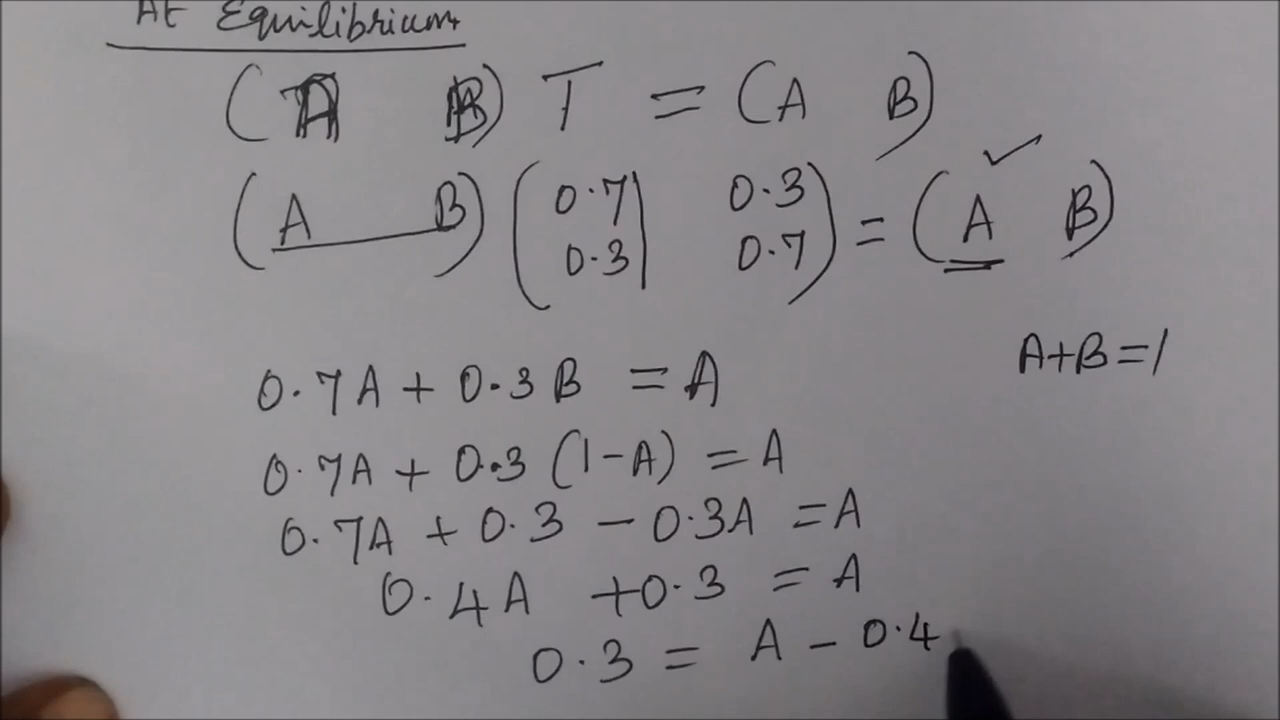 At Equilibrium
(A B) T = (A B)
(A B) (0.7 0.3 = (A B) ✓
0.3 0.7)
A+B=1
0.7A + 0.3B = A
0.7A + 0.3 (1-A) = A
0.7A + 0.3 - 0.3A = A
0.4A +0.3 = A
0.3 = A - 0.4